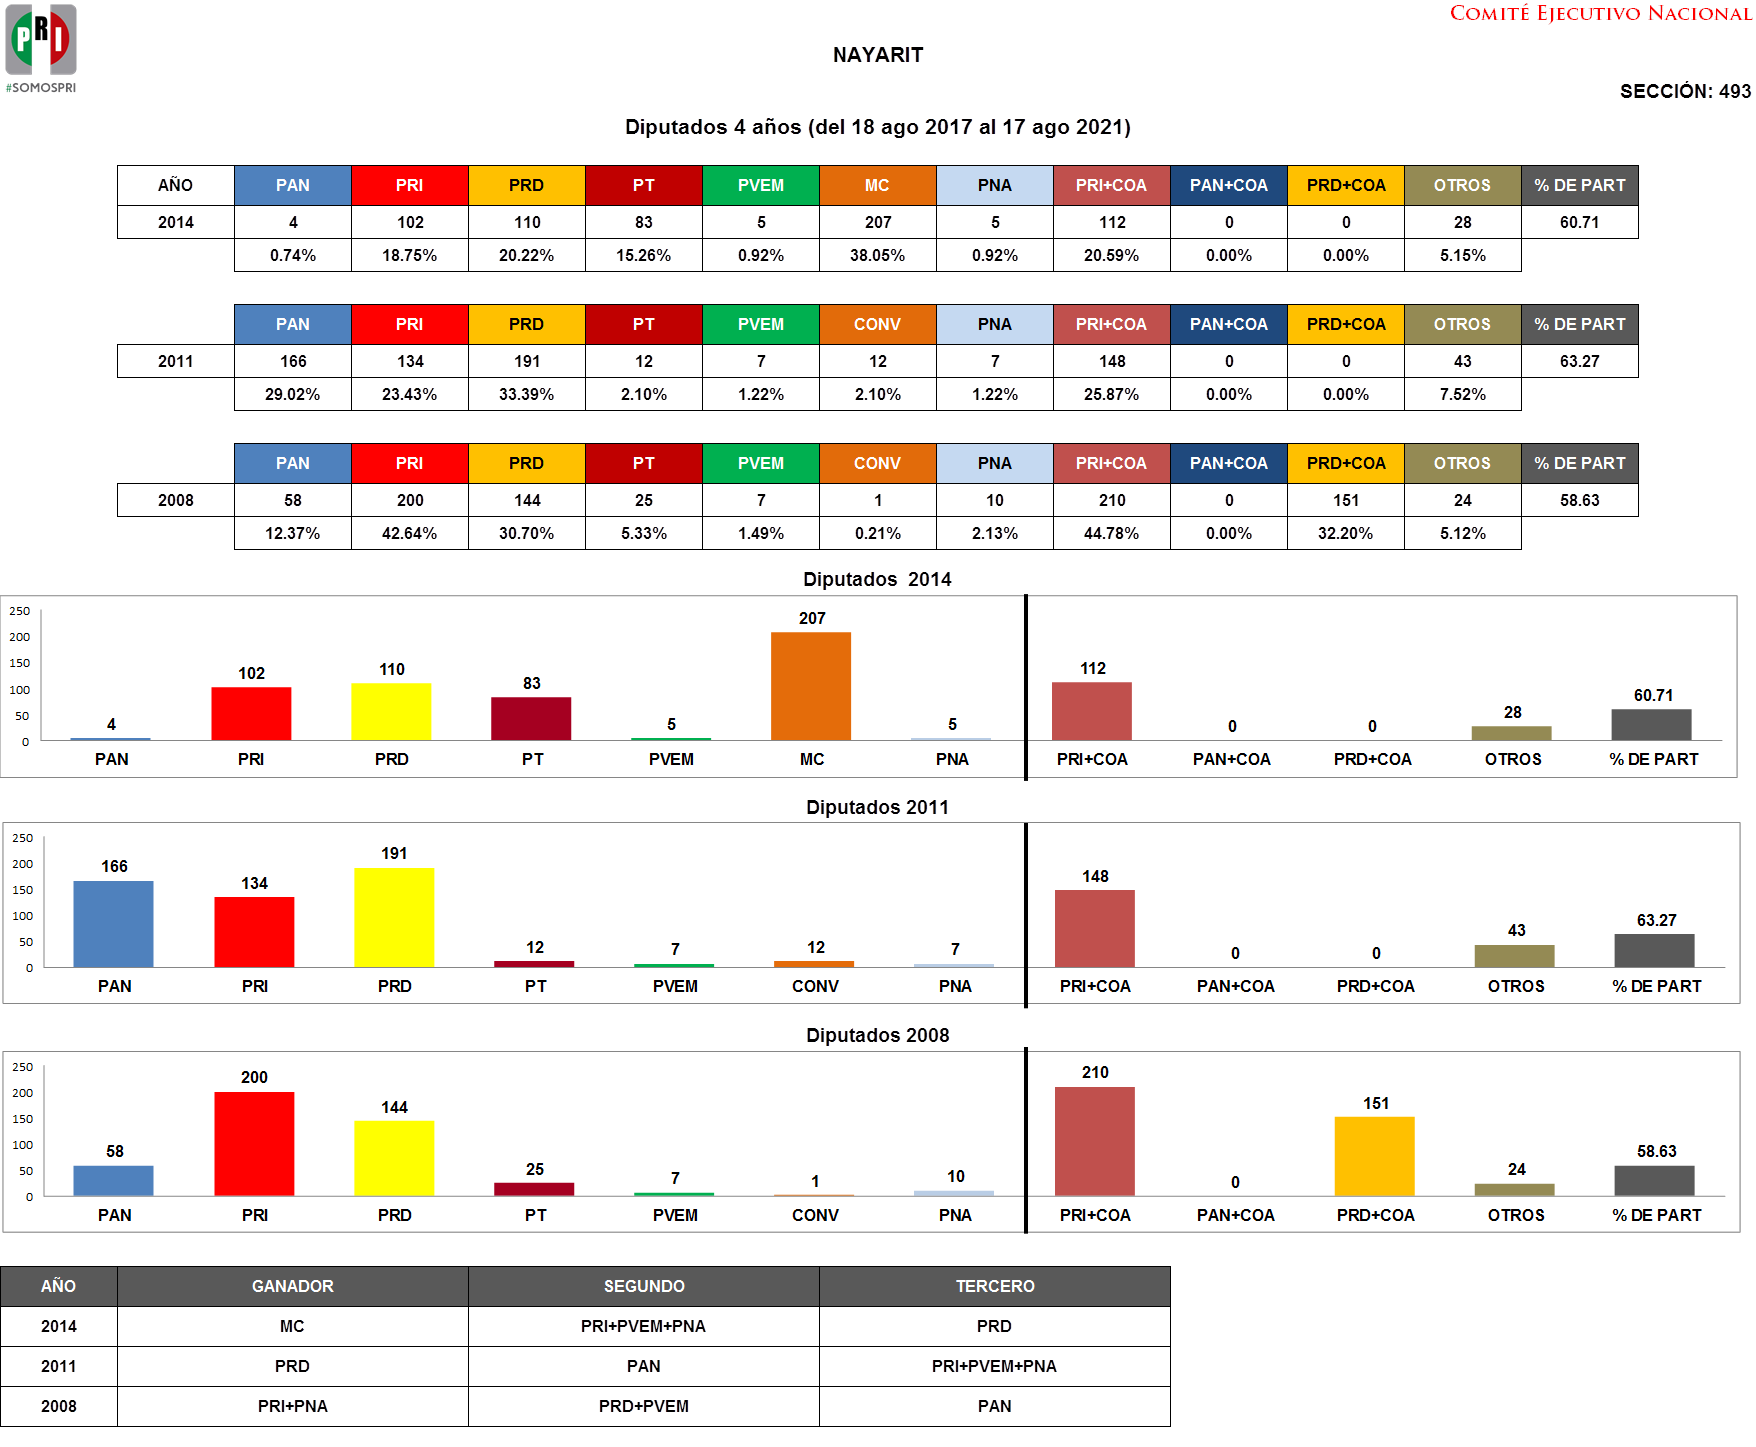 PRI
#SOMOSPRI
COMITÉ EJECUTIVO NACIONAL
NAYARIT
SECCIÓN: 493
Diputados 4 años (del 18 ago 2017 al 17 ago 2021)
AÑO PAN PRI PRD PT PVEM MC PNA PRI+COA PAN+COA PRD+COA OTROS % DE PART
2014 4 102 110 83 5 207 5 112 0 0 28 60.71
0.74% 18.75% 20.22% 15.26% 0.92% 38.05% 0.92% 20.59% 0.00% 0.00% 5.15%
PAN PRI PRD PT PVEM CONV PNA PRI+COA PAN+COA PRD+COA OTROS % DE PART
2011 166 134 191 12 7 12 7 148 0 0 43 63.27
29.02% 23.43% 33.39% 2.10% 1.22% 2.10% 1.22% 25.87% 0.00% 0.00% 7.52%
PAN PRI PRD PT PVEM CONV PNA PRI+COA PAN+COA PRD+COA OTROS % DE PART
2008 58 200 144 25 7 1 10 210 0 151 24 58.63
12.37% 42.64% 30.70% 5.33% 1.49% 0.21% 2.13% 44.78% 0.00% 32.20% 5.12%
Diputados 2014
250
200
150
100
50
0
4 102 110 83 5 207 5 112 0 0 28 60.71
PAN PRI PRD PT PVEM MC PNA PRI+COA PAN+COA PRD+COA OTROS % DE PART
Diputados 2011
250
200
150
100
50
0
166 134 191 12 7 12 7 148 0 0 43 63.27
PAN PRI PRD PT PVEM CONV PNA PRI+COA PAN+COA PRD+COA OTROS % DE PART
Diputados 2008
250
200
150
100
50
0
58 200 144 25 7 1 10 210 0 151 24 58.63
PAN PRI PRD PT PVEM CONV PNA PRI+COA PAN+COA PRD+COA OTROS % DE PART
AÑO GANADOR SEGUNDO TERCERO
2014 MC PRI+PVEM+PNA PRD
2011 PRD PAN PRI+PVEM+PNA
2008 PRI+PNA PRD+PVEM PAN